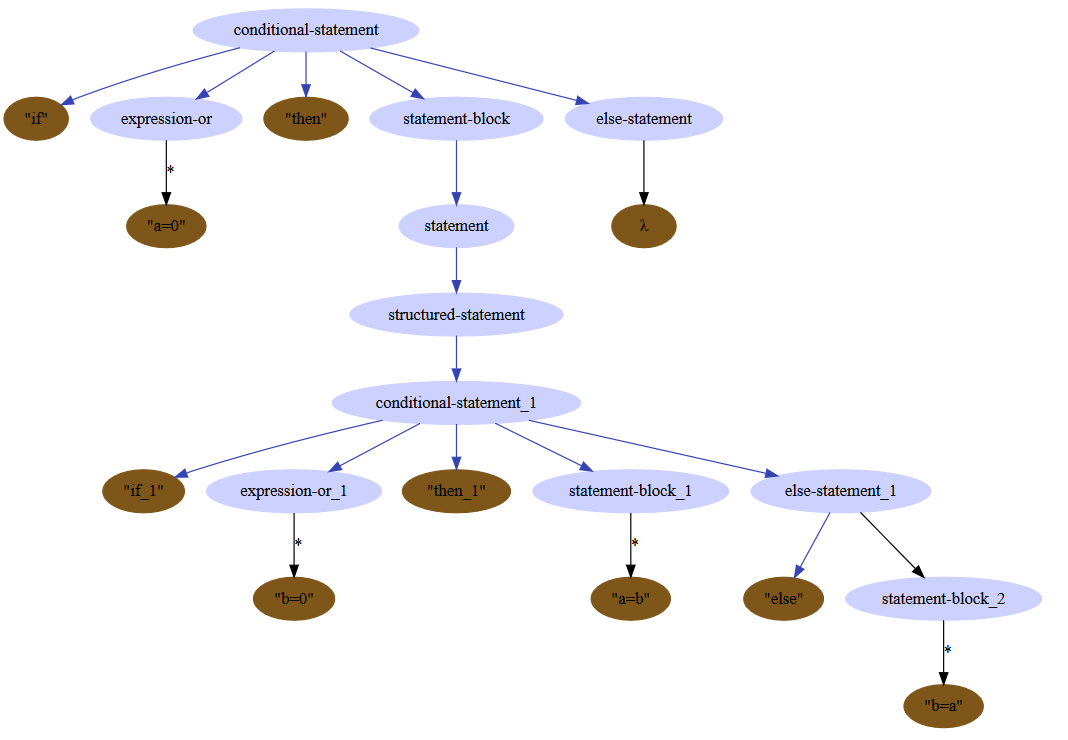 conditional-statement
"if"
expression-or
"then"
statement-block
else-statement
*
"a=0"
statement
λ
structured-statement
conditional-statement_1
"if_1"
expression-or_1
"then_1"
statement-block_1
else-statement_1
*
*
"b=0"
"a=b"
"else"
statement-block_2
*
"b=a"